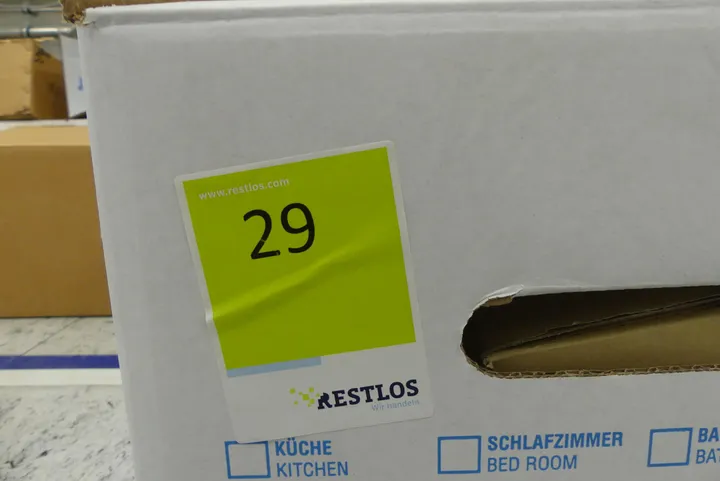 www.restlos.com
29
RESTLOS
Wir handeln
KÜCHE
KITCHEN
SCHLAFZIMMER
BED ROOM
BA
BAT